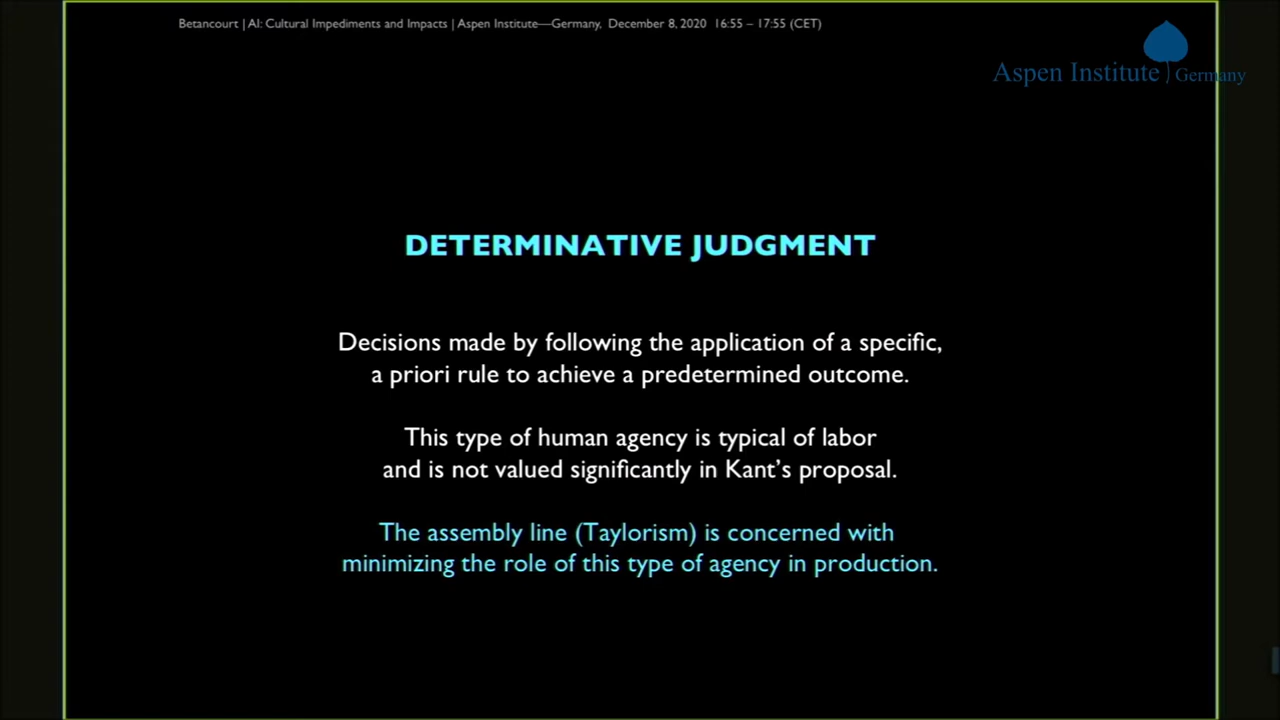 Betancourt | AI: Cultural Impediments and Impacts | Aspen Institute—Germany, December 8, 2020 16:55 – 17:55 (CET)
Aspen Institute | Germany
DETERMINATIVE JUDGMENT
Decisions made by following the application of a specific,
a priori rule to achieve a predetermined outcome.
This type of human agency is typical of labor
and is not valued significantly in Kant’s proposal.
The assembly line (Taylorism) is concerned with
minimizing the role of this type of agency in production.